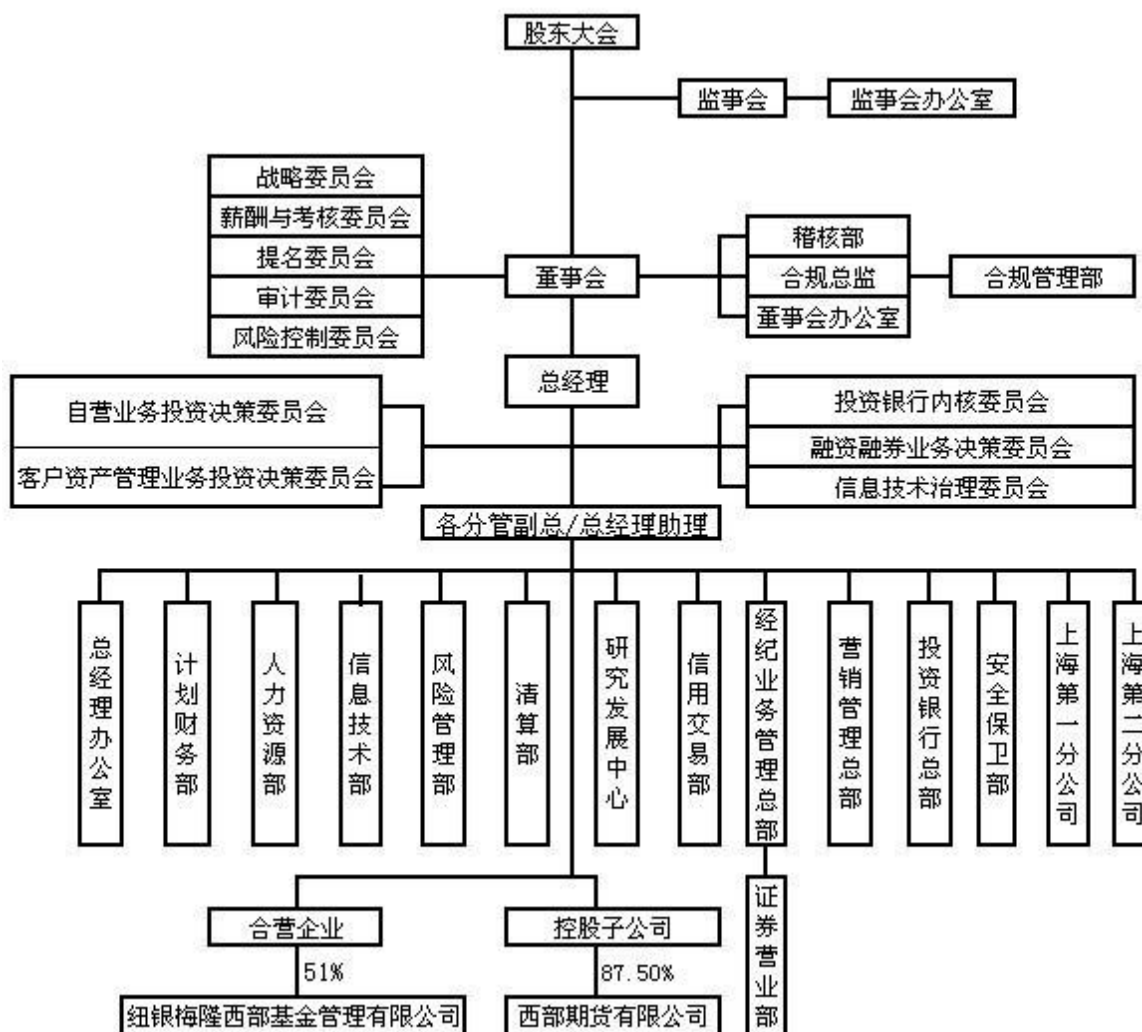 股东大会
监事会
监事会办公室
战略委员会
薪酬与考核委员会
提名委员会
审计委员会
风险控制委员会
董事会
稽核部
合规总监
董事会办公室
合规管理部
总经理
自营业务投资决策委员会
客户资产管理业务投资决策委员会
投资银行内核委员会
融资融券业务决策委员会
信息技术治理委员会
各分管副总/总经理助理
总经理办公室
计划财务部
人力资源部
信息技术部
风险管理部
清算部
研究发展中心
信用交易部
经纪业务管理总部
营销管理总部
投资银行总部
安全保卫部
上海第一分公司
上海第二分公司
合营企业
控股子公司
证券营业部
51%
87.50%
纽银梅隆西部基金管理有限公司
西部期货有限公司